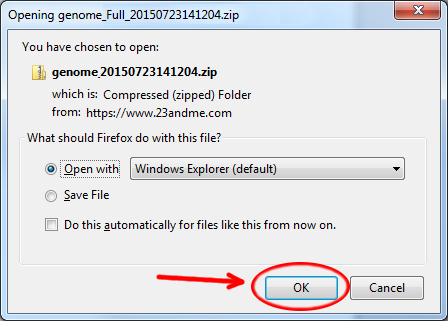 Opening genome_Full_20150723141204.zip
You have chosen to open:
genome_20150723141204.zip
which is: Compressed (zipped) Folder
from: https://www.23andme.com
What should Firefox do with this file?
Open with Windows Explorer (default)
Save File
Do this automatically for files like this from now on.
OK Cancel